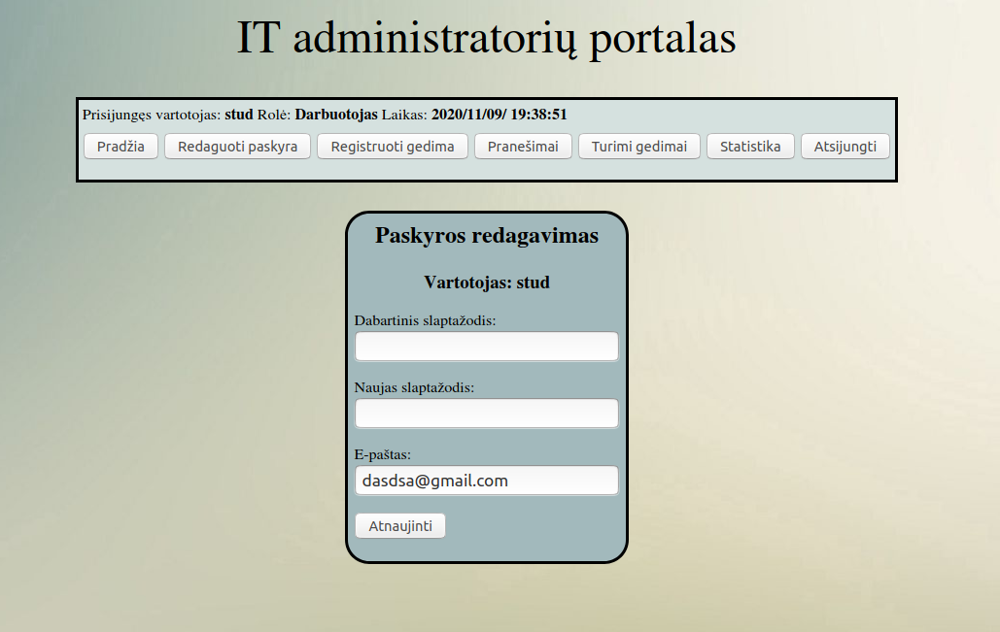 IT administratorių portalas
Prisijungęs vartotojas: stud Rolė: Darbuotojas Laikas: 2020/11/09/ 19:38:51
Pradžia Redaguoti paskyra Registruoti gedima Pranešimai Turimi gedimai Statistika Atsijungti
Paskyros redagavimas
Vartotojas: stud
Dabartinis slaptažodis:
Naujas slaptažodis:
E-paštas:
dasdsa@gmail.com
Atnaujinti